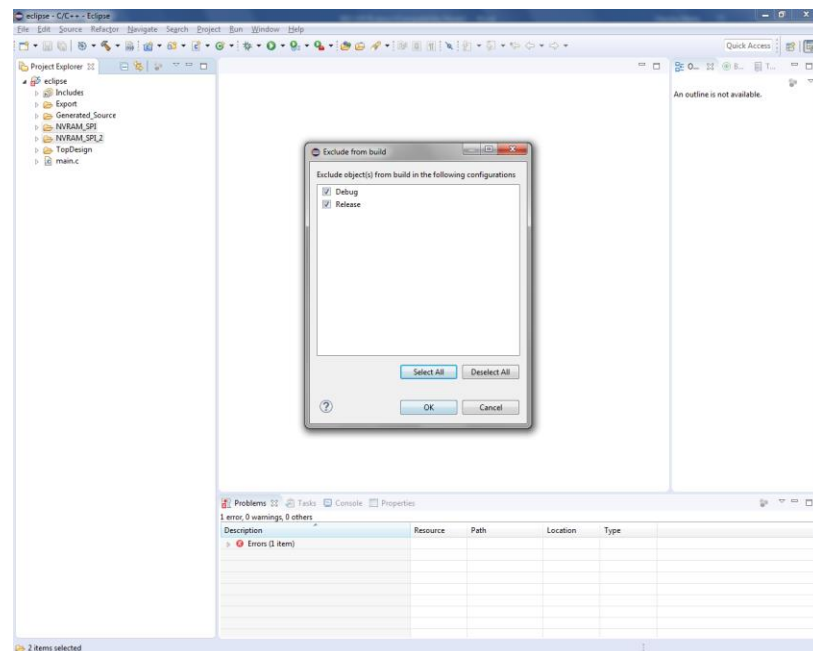 eclipse - C/C++ - Eclipse
File Edit Source Refactor Navigate Search Project Run Window Help
Quick Access
Project Explorer
eclipse
Includes
Export
Generated_Source
NVRAM_SPI
NVRAM_SPI_2
TopDesign
main.c
O...
B...
T...
An outline is not available.
Exclude from build
Exclude object(s) from build in the following configurations
Debug
Release
Select All Deselect All
OK Cancel
Problems Tasks Console Properties
1 error, 0 warnings, 0 others
Description Resource Path Location Type
Errors (1 item)
2 items selected